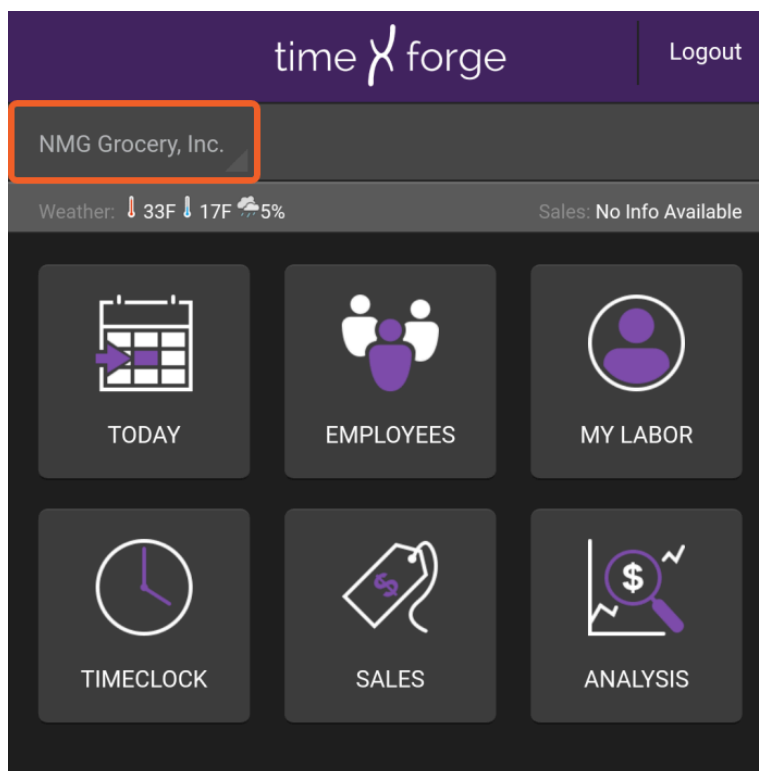 time forge
Logout
NMG Grocery, Inc.
Weather: 33F 17F 5%
Sales: No Info Available
TODAY
EMPLOYEES
MY LABOR
$
$
TIMECLOCK
SALES
ANALYSIS